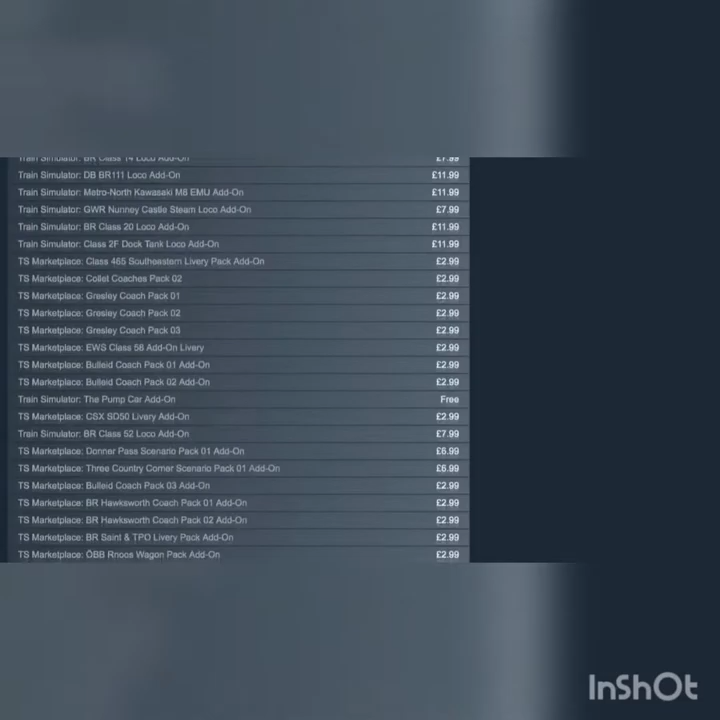 Train Simulator: BR Class 14 Loco Add-On £7.99
Train Simulator: DB BR111 Loco Add-On £11.99
Train Simulator: Metro-North Kawasaki M8 EMU Add-On £11.99
Train Simulator: GWR Nunney Castle Steam Loco Add-On £7.99
Train Simulator: BR Class 20 Loco Add-On £11.99
Train Simulator: Class 2F Dock Tank Loco Add-On £11.99
TS Marketplace: Class 465 Southeastern Livery Pack Add-On £2.99
TS Marketplace: Collet Coaches Pack 02 £2.99
TS Marketplace: Gresley Coach Pack 01 £2.99
TS Marketplace: Gresley Coach Pack 02 £2.99
TS Marketplace: Gresley Coach Pack 03 £2.99
TS Marketplace: EWS Class 58 Add-On Livery £2.99
TS Marketplace: Bulleid Coach Pack 01 Add-On £2.99
TS Marketplace: Bulleid Coach Pack 02 Add-On £2.99
Train Simulator: The Pump Car Add-On Free
TS Marketplace: CSX SD50 Livery Add-On £2.99
Train Simulator: BR Class 52 Loco Add-On £7.99
TS Marketplace: Donner Pass Scenario Pack 01 Add-On £6.99
TS Marketplace: Three Country Corner Scenario Pack 01 Add-On £6.99
TS Marketplace: Bulleid Coach Pack 03 Add-On £2.99
TS Marketplace: BR Hawksworth Coach Pack 01 Add-On £2.99
TS Marketplace: BR Hawksworth Coach Pack 02 Add-On £2.99
TS Marketplace: BR Saint & TPO Livery Pack Add-On £2.99
TS Marketplace: ÖBB Rnoos Wagon Pack Add-On £2.99
InShOt